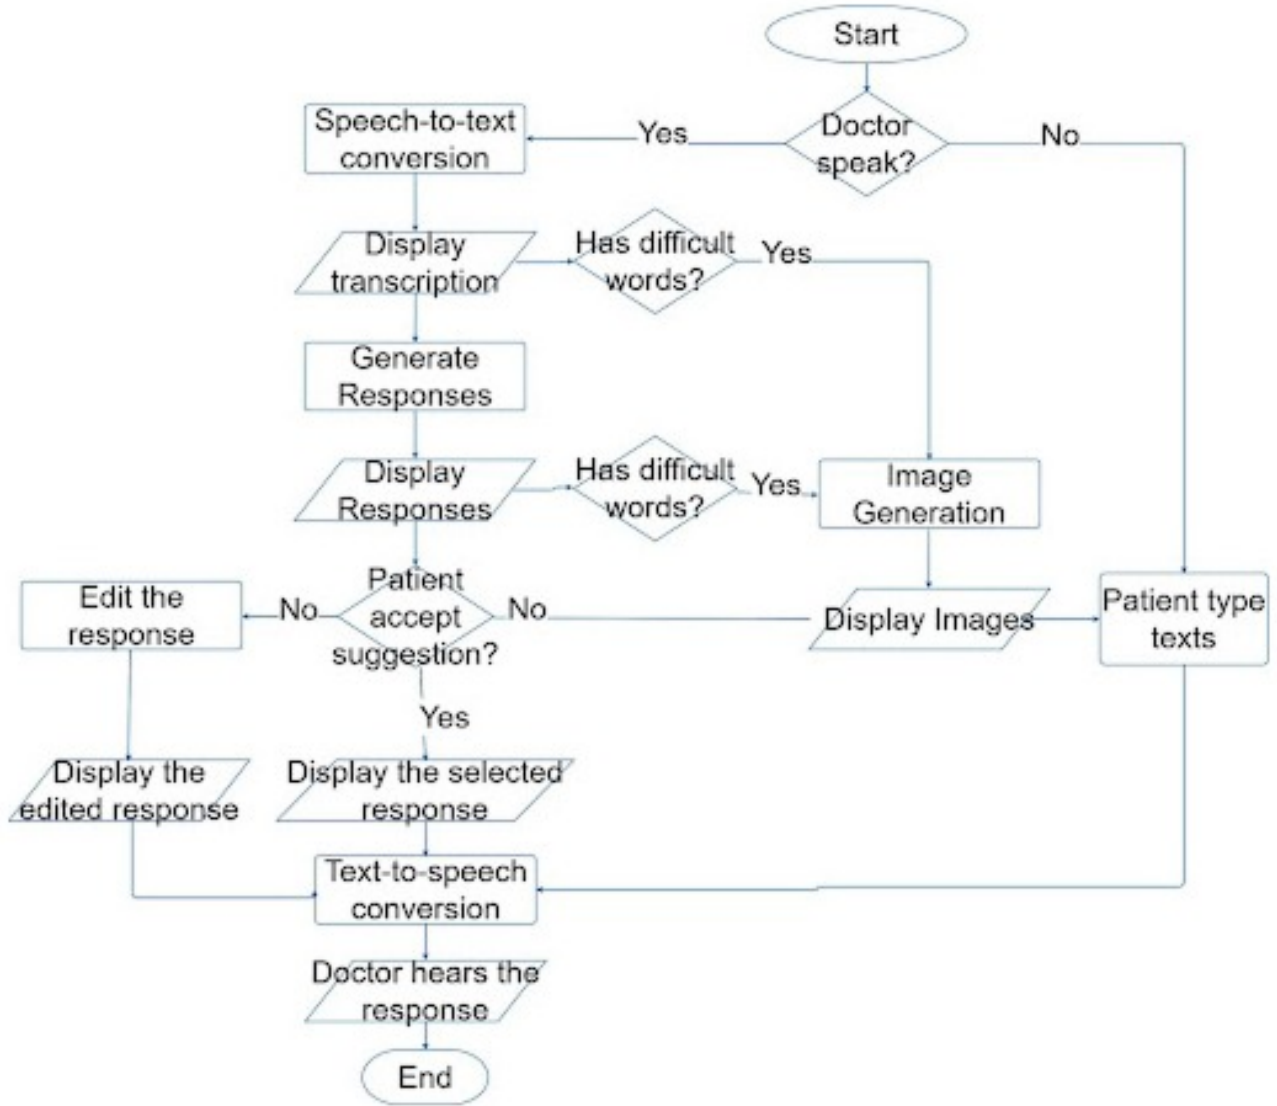 Start
Doctor
speak?
Yes
No
Speech-to-text
conversion
Display
transcription
Has difficult
words?
Yes
Generate
Responses
Display
Responses
Has difficult
words?
Yes
Image
Generation
Patient
accept
suggestion?
No
No
Edit the
response
Display Images
Patient type
texts
Yes
Display the
edited response
Display the selected
response
Text-to-speech
conversion
Doctor hears the
response
End